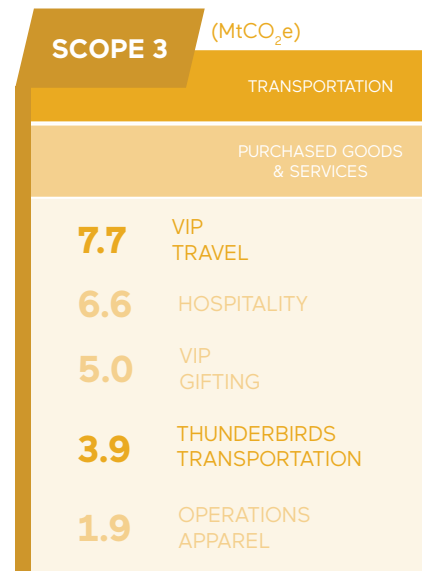 SCOPE 3
(MtCO₂e)
TRANSPORTATION
PURCHASED GOODS
& SERVICES
7.7 VIP
TRAVEL
6.6 HOSPITALITY
5.0 VIP
GIFTING
3.9 THUNDERBIRDS
TRANSPORTATION
1.9 OPERATIONS
APPAREL